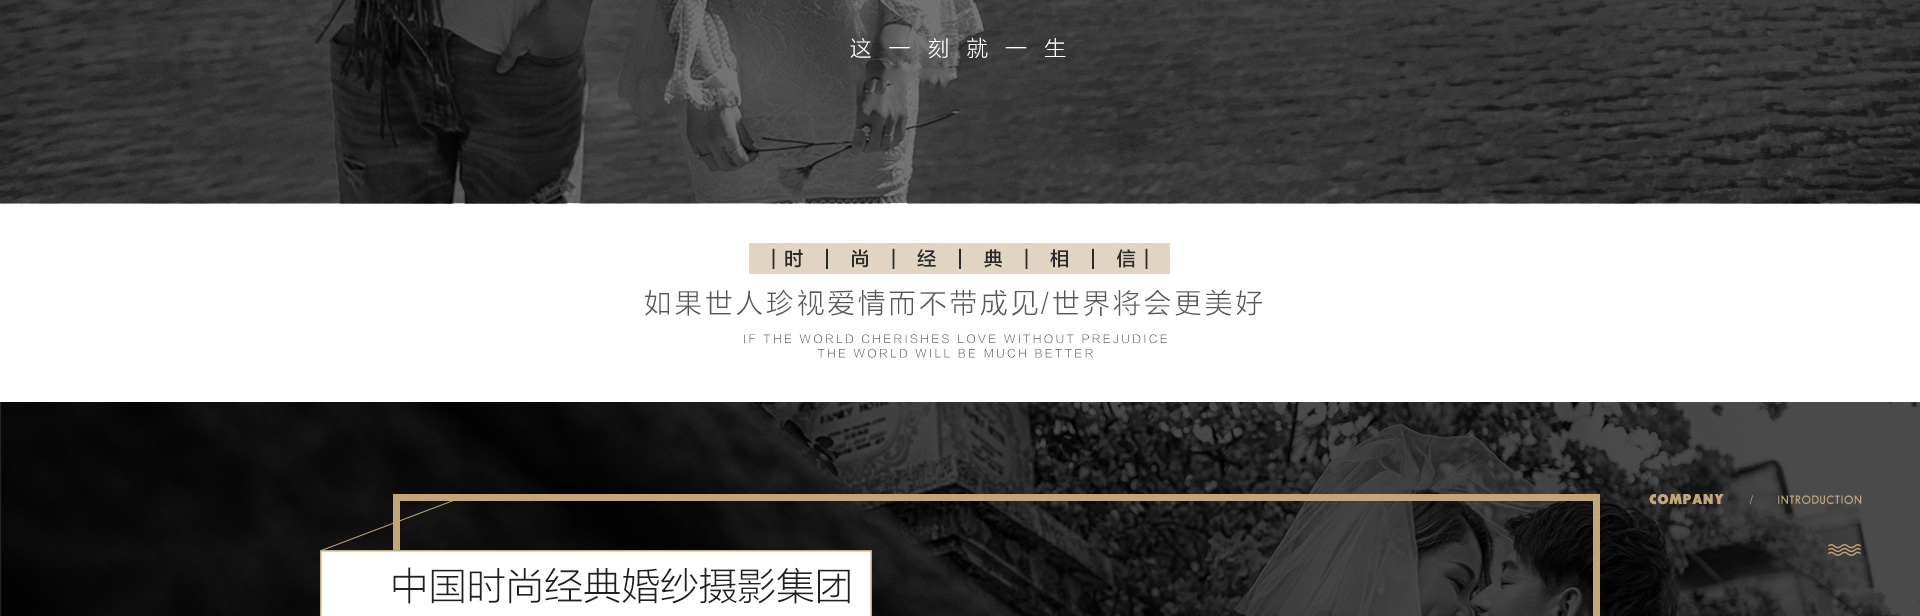 这一刻就一生
|时|尚|经|典|相|信|
如果世人珍视爱情而不带成见/世界将会更美好
IF THE WORLD CHERISHES LOVE WITHOUT PREJUDICE
THE WORLD WILL BE MUCH BETTER
COMPANY / INTRODUCTION
中国时尚经典婚纱摄影集团